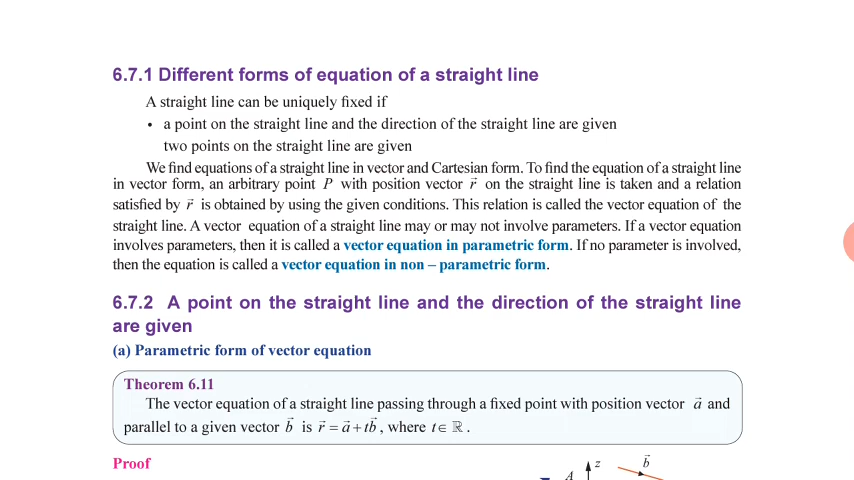 6.7.1 Different forms of equation of a straight line
A straight line can be uniquely fixed if
• a point on the straight line and the direction of the straight line are given
two points on the straight line are given
We find equations of a straight line in vector and Cartesian form. To find the equation of a straight line
in vector form, an arbitrary point P with position vector r⃗ on the straight line is taken and a relation
satisfied by r⃗ is obtained by using the given conditions. This relation is called the vector equation of the
straight line. A vector equation of a straight line may or may not involve parameters. If a vector equation
involves parameters, then it is called a vector equation in parametric form. If no parameter is involved,
then the equation is called a vector equation in non – parametric form.
6.7.2 A point on the straight line and the direction of the straight line
are given
(a) Parametric form of vector equation
Theorem 6.11
The vector equation of a straight line passing through a fixed point with position vector a⃗ and
parallel to a given vector b⃗ is r⃗ = a⃗ + tb⃗, where t ∈ ℝ.
Proof
A z b⃗